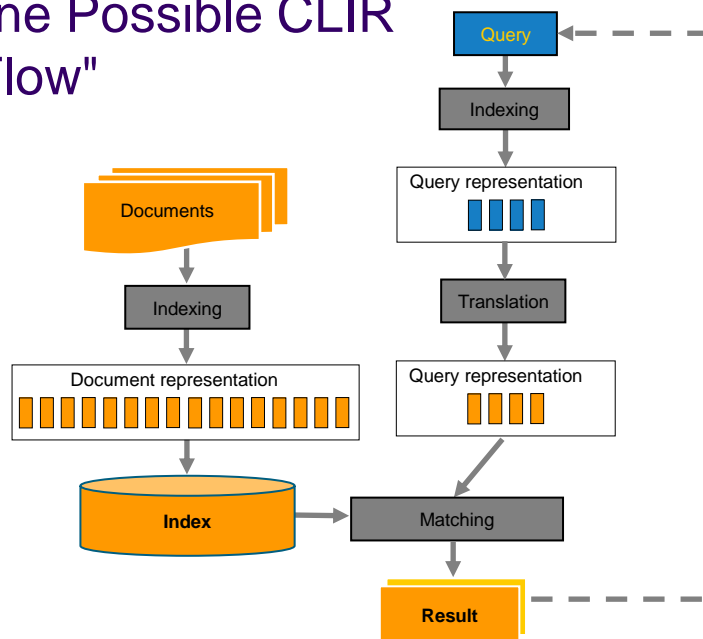 ne Possible CLIR
low"
Query
Indexing
Query representation
Documents
Translation
Indexing
Document representation
Query representation
Index
Matching
Result